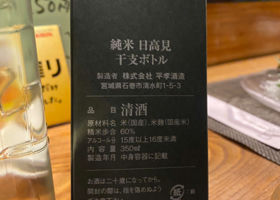 純米 日高見
干支ボトル
製造者 株式会社 平孝酒造
宮城県石巻市清水町1-5-3
品目 清酒
原材料名 米(国産)、米麹(国産米)
精米歩合 60%
アルコール分 15度以上16度未満
内容量 350ml
製造年月 中身容器に記載
お酒は二十歳になってから。
開封の際は、指を傷めぬよう
紙